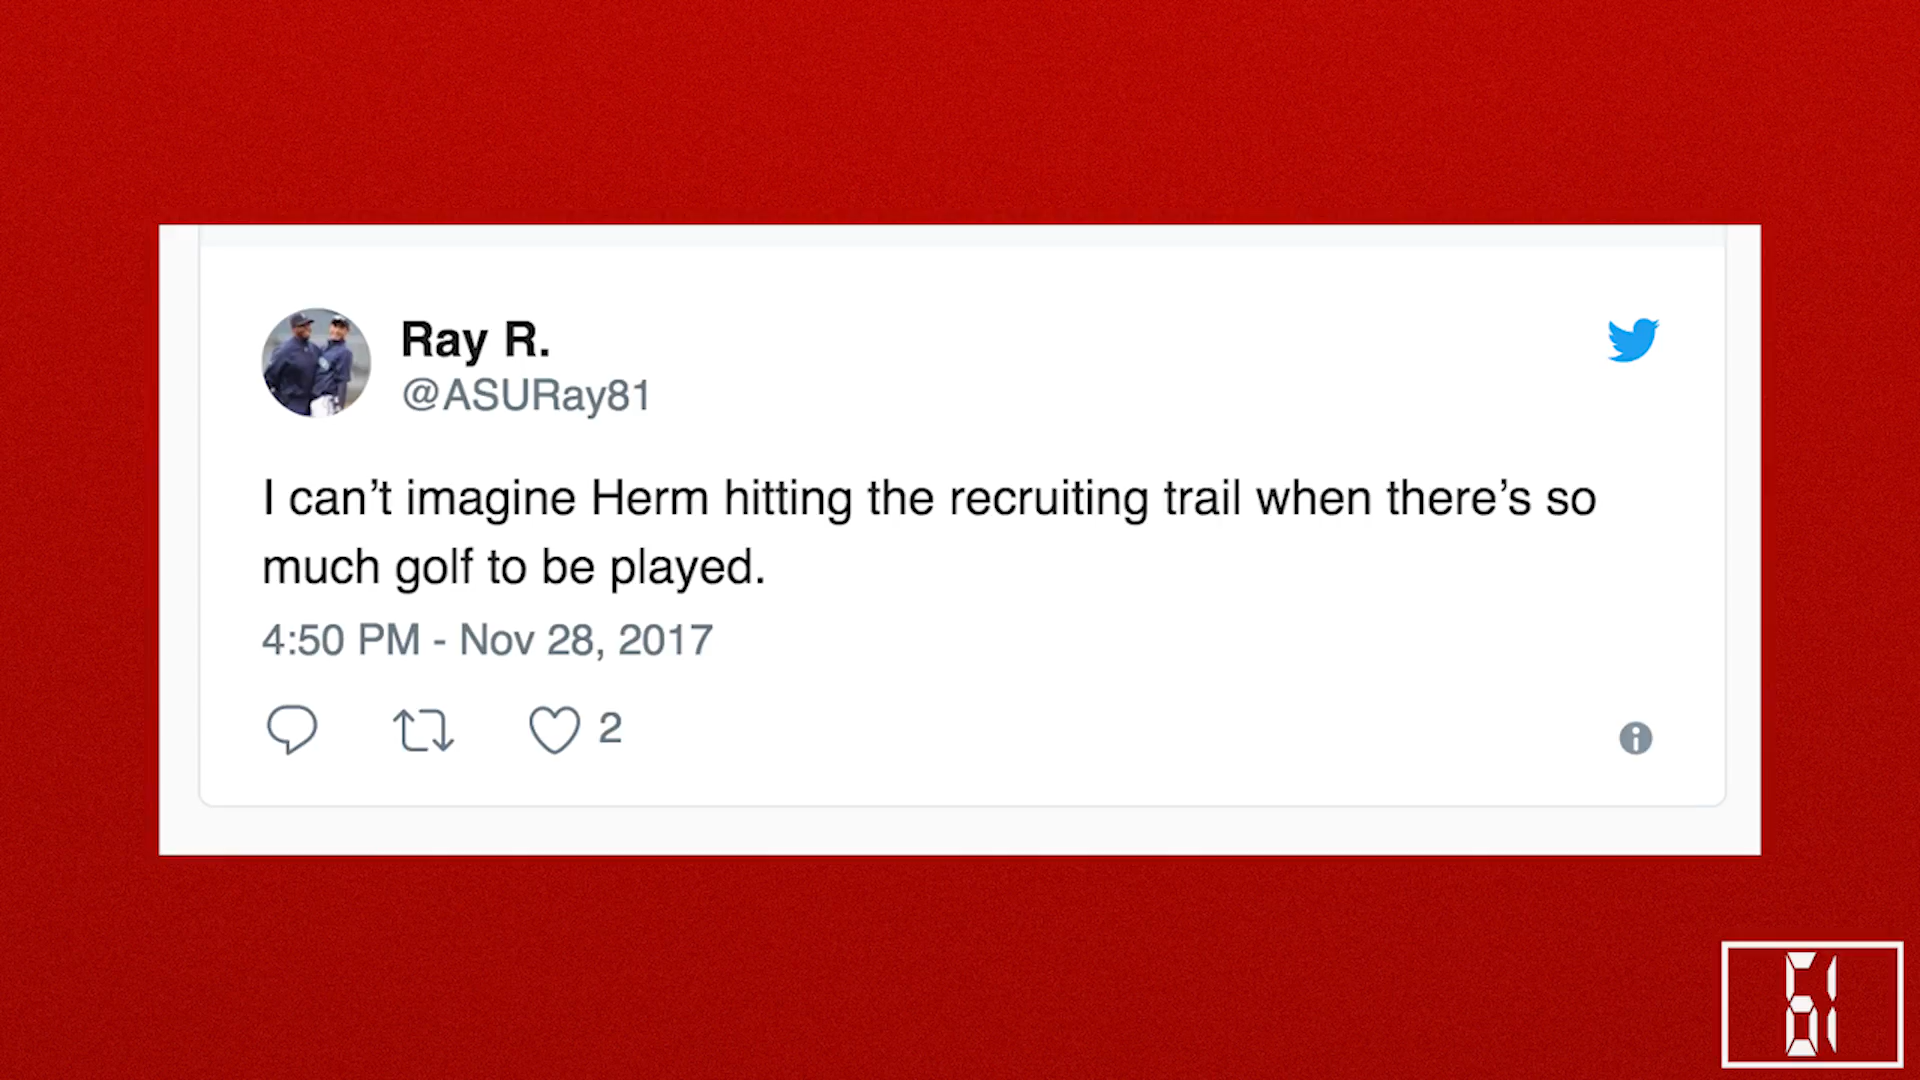 Ray R.
@ASURay81
I can’t imagine Herm hitting the recruiting trail when there’s so
much golf to be played.
4:50 PM - Nov 28, 2017
2
61